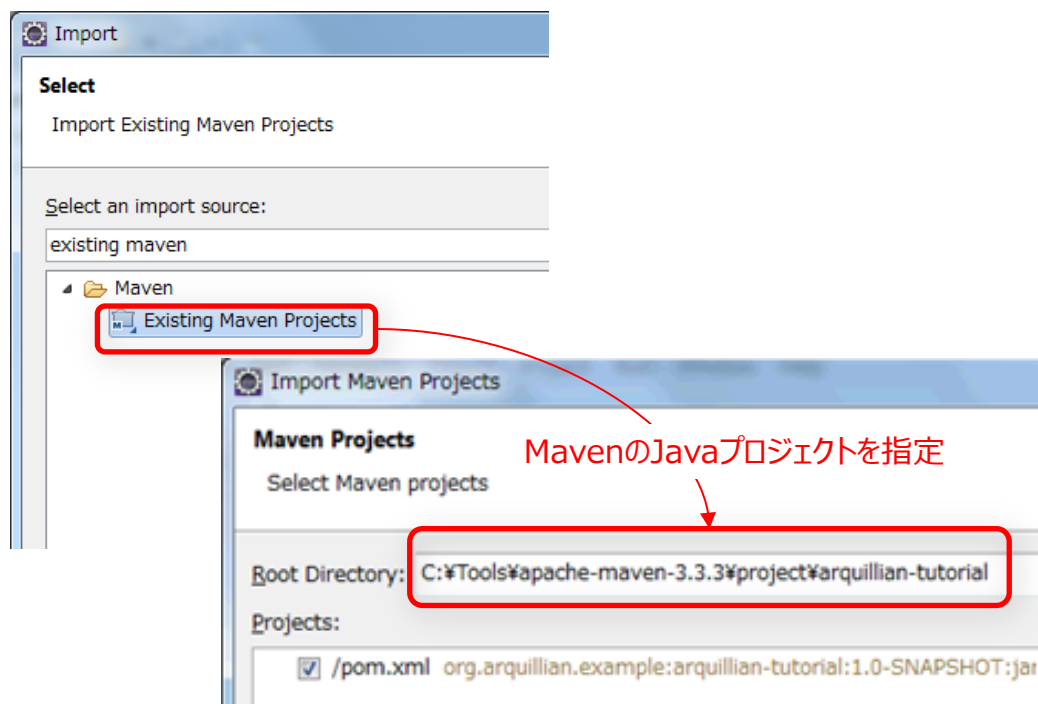 Import
Select
Import Existing Maven Projects
Select an import source:
existing maven
Maven
Existing Maven Projects
Import Maven Projects
Maven Projects
MavenのJavaプロジェクトを指定
Select Maven projects
Root Directory: C:¥Tools¥apache-maven-3.3.3¥project¥arquillian-tutorial
Projects:
/pom.xml org.arquillian.example:arquillian-tutorial:1.0-SNAPSHOT:jar